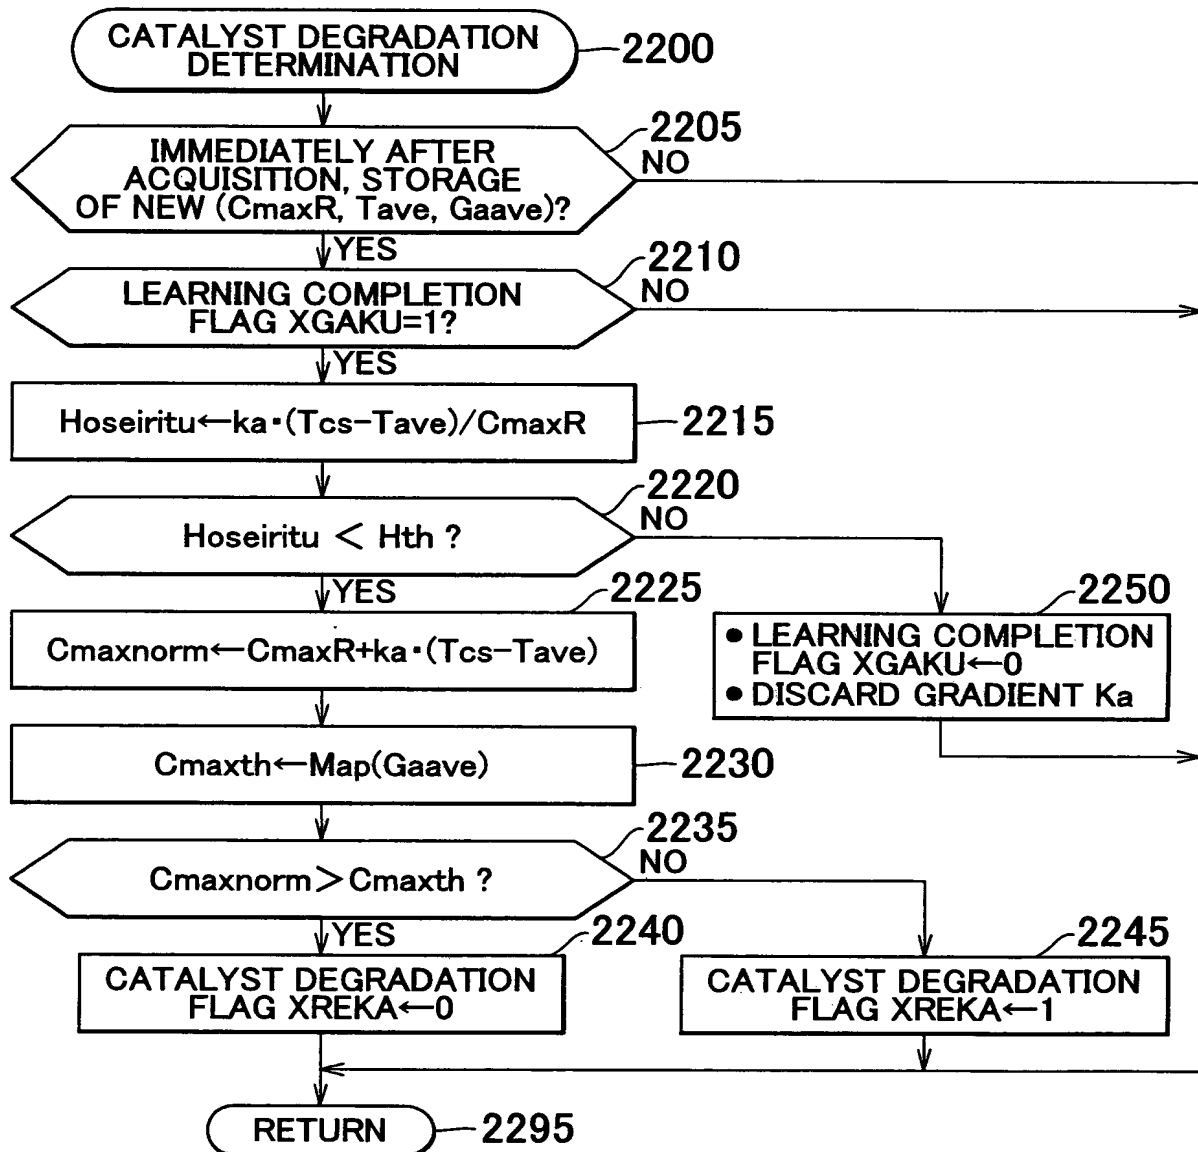 CATALYST DEGRADATION
DETERMINATION
2200
2205
IMMEDIATELY AFTER
ACQUISITION, STORAGE
OF NEW (CmaxR, Tave, Gaave)?
NO
YES
2210
LEARNING COMPLETION
FLAG XGAKU=1?
NO
YES
Hoseiritu←ka·(Tcs-Tave)/CmaxR
2215
2220
Hoseiritu < Hth ?
NO
YES
2225
Cmaxnorm←CmaxR+ka·(Tcs-Tave)
2250
• LEARNING COMPLETION
FLAG XGAKU←0
• DISCARD GRADIENT Ka
Cmaxth←Map(Gaave)
2230
2235
Cmaxnorm>Cmaxth ?
NO
YES
2240
CATALYST DEGRADATION
FLAG XREKA←0
2245
CATALYST DEGRADATION
FLAG XREKA←1
RETURN
2295